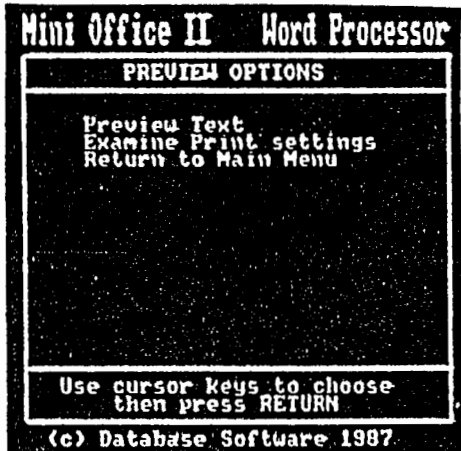 Mini Office II Word Processor
PREVIEW OPTIONS
Preview Text
Examine Print settings
Return to Main Menu
Use cursor keys to choose
then press RETURN
(c) Database Software 1987